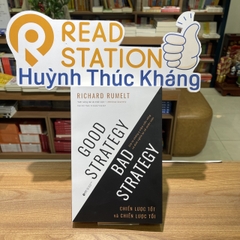 READ
STATION
Huỳnh Thúc Kháng
RICHARD RUMELT
GOOD
STRATEGY
BAD
STRATEGY
CHIẾN LƯỢC TỐT
VÀ CHIẾN LƯỢC TỒI